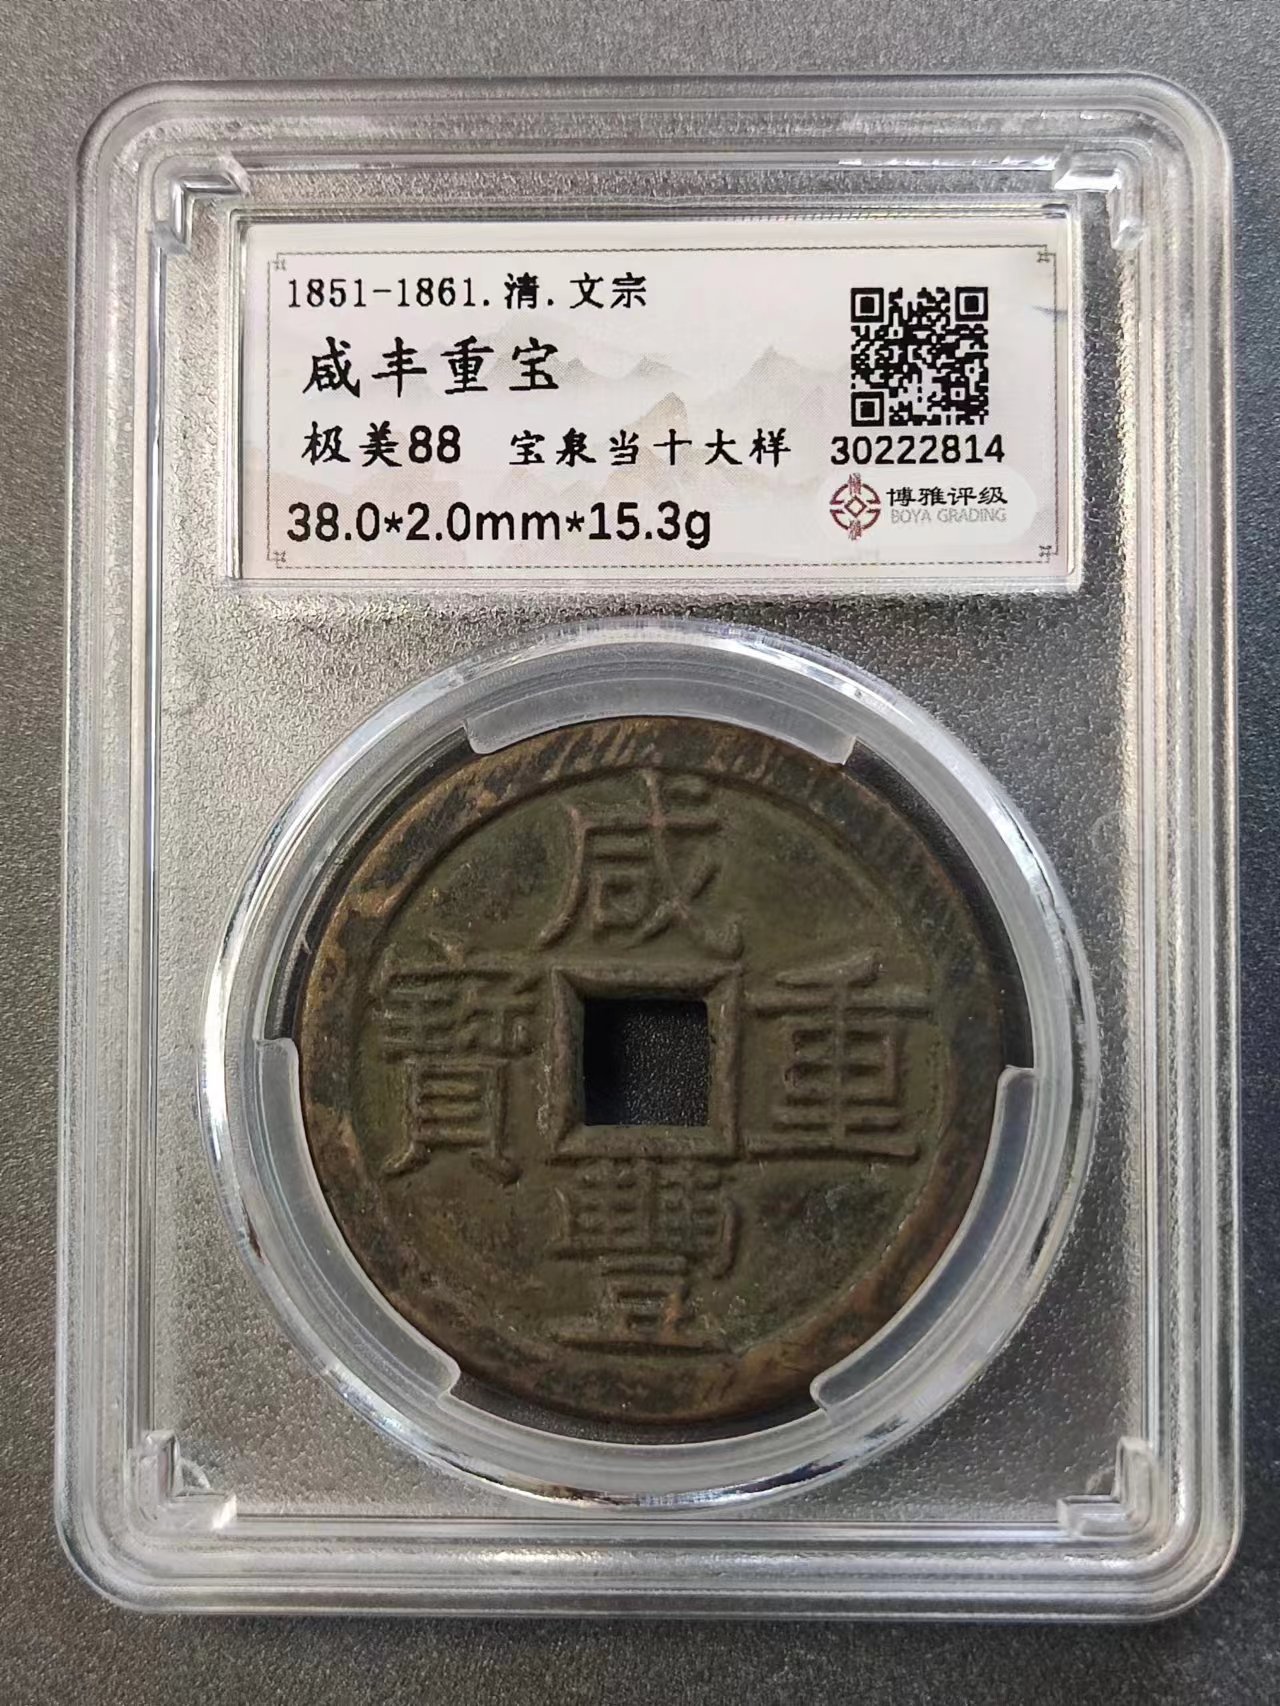 1851-1861.清.文宗
咸丰重宝
极美88 宝泉当十大样
38.0*2.0mm*15.3g
30222814
博雅评级
BOYA GRADING
咸
豐
重
寶